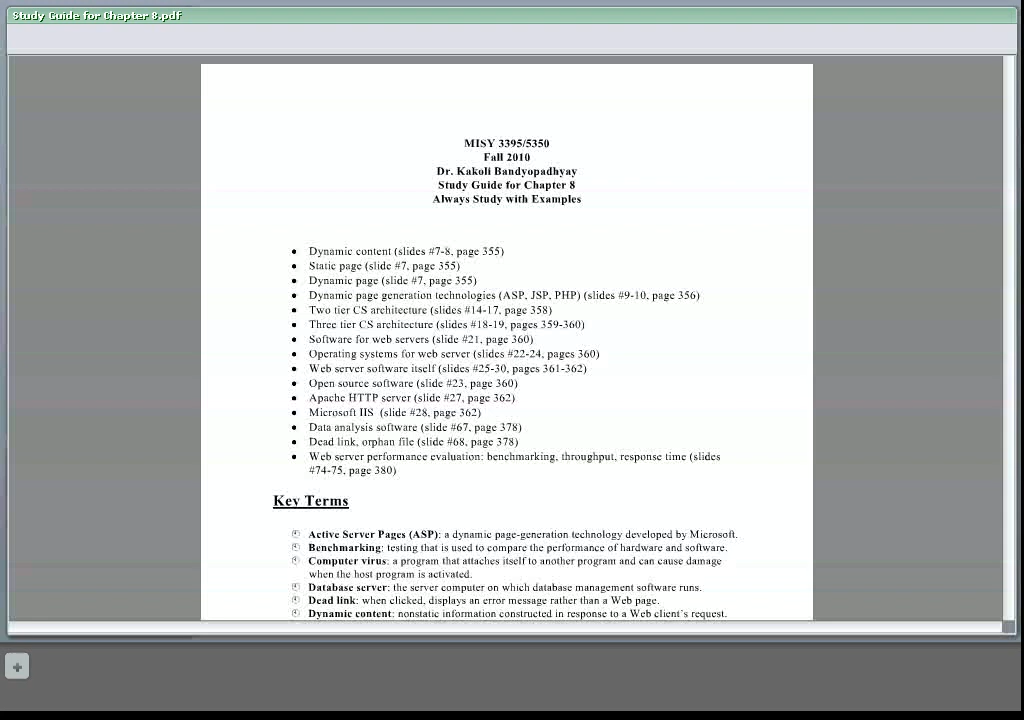 Study Guide for Chapter 8.pdf
MISY 3395/5350
Fall 2010
Dr. Kakoli Bandyopadhyay
Study Guide for Chapter 8
Always Study with Examples
• Dynamic content (slides #7-8, page 355)
• Static page (slide #7, page 355)
• Dynamic page (slide #7, page 355)
• Dynamic page generation technologies (ASP, JSP, PHP) (slides #9-10, page 356)
• Two tier CS architecture (slides #14-17, page 358)
• Three tier CS architecture (slides #18-19, pages 359-360)
• Software for web servers (slide #21, page 360)
• Operating systems for web server (slides #22-24, pages 360)
• Web server software itself (slides #25-30, pages 361-362)
• Open source software (slide #23, page 360)
• Apache HTTP server (slide #27, page 362)
• Microsoft IIS (slide #28, page 362)
• Data analysis software (slide #67, page 378)
• Dead link, orphan file (slide #68, page 378)
• Web server performance evaluation: benchmarking, throughput, response time (slides
#74-75, page 380)
Key Terms
Active Server Pages (ASP): a dynamic page-generation technology developed by Microsoft.
Benchmarking: testing that is used to compare the performance of hardware and software.
Computer virus: a program that attaches itself to another program and can cause damage
when the host program is activated.
Database server: the server computer on which database management software runs.
Dead link: when clicked, displays an error message rather than a Web page.
Dynamic content: nonstatic information constructed in response to a Web client's request.